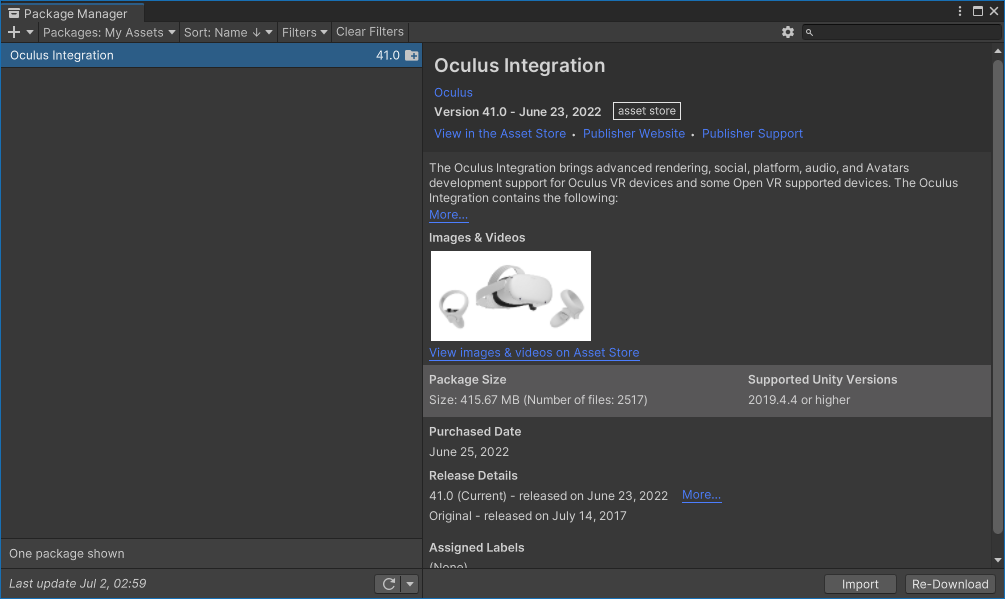 Package Manager
Packages: My Assets
Sort: Name ↓
Filters
Clear Filters
Oculus Integration 41.0
Oculus Integration
Oculus
Version 41.0 - June 23, 2022 asset store
View in the Asset Store • Publisher Website • Publisher Support
The Oculus Integration brings advanced rendering, social, platform, audio, and Avatars
development support for Oculus VR devices and some Open VR supported devices. The Oculus
Integration contains the following:
More...
Images & Videos
View images & videos on Asset Store
Package Size Supported Unity Versions
Size: 415.67 MB (Number of files: 2517) 2019.4.4 or higher
Purchased Date
June 25, 2022
Release Details
41.0 (Current) - released on June 23, 2022 More...
Original - released on July 14, 2017
Assigned Labels
(None)
One package shown
Last update Jul 2, 02:59
Import Re-Download